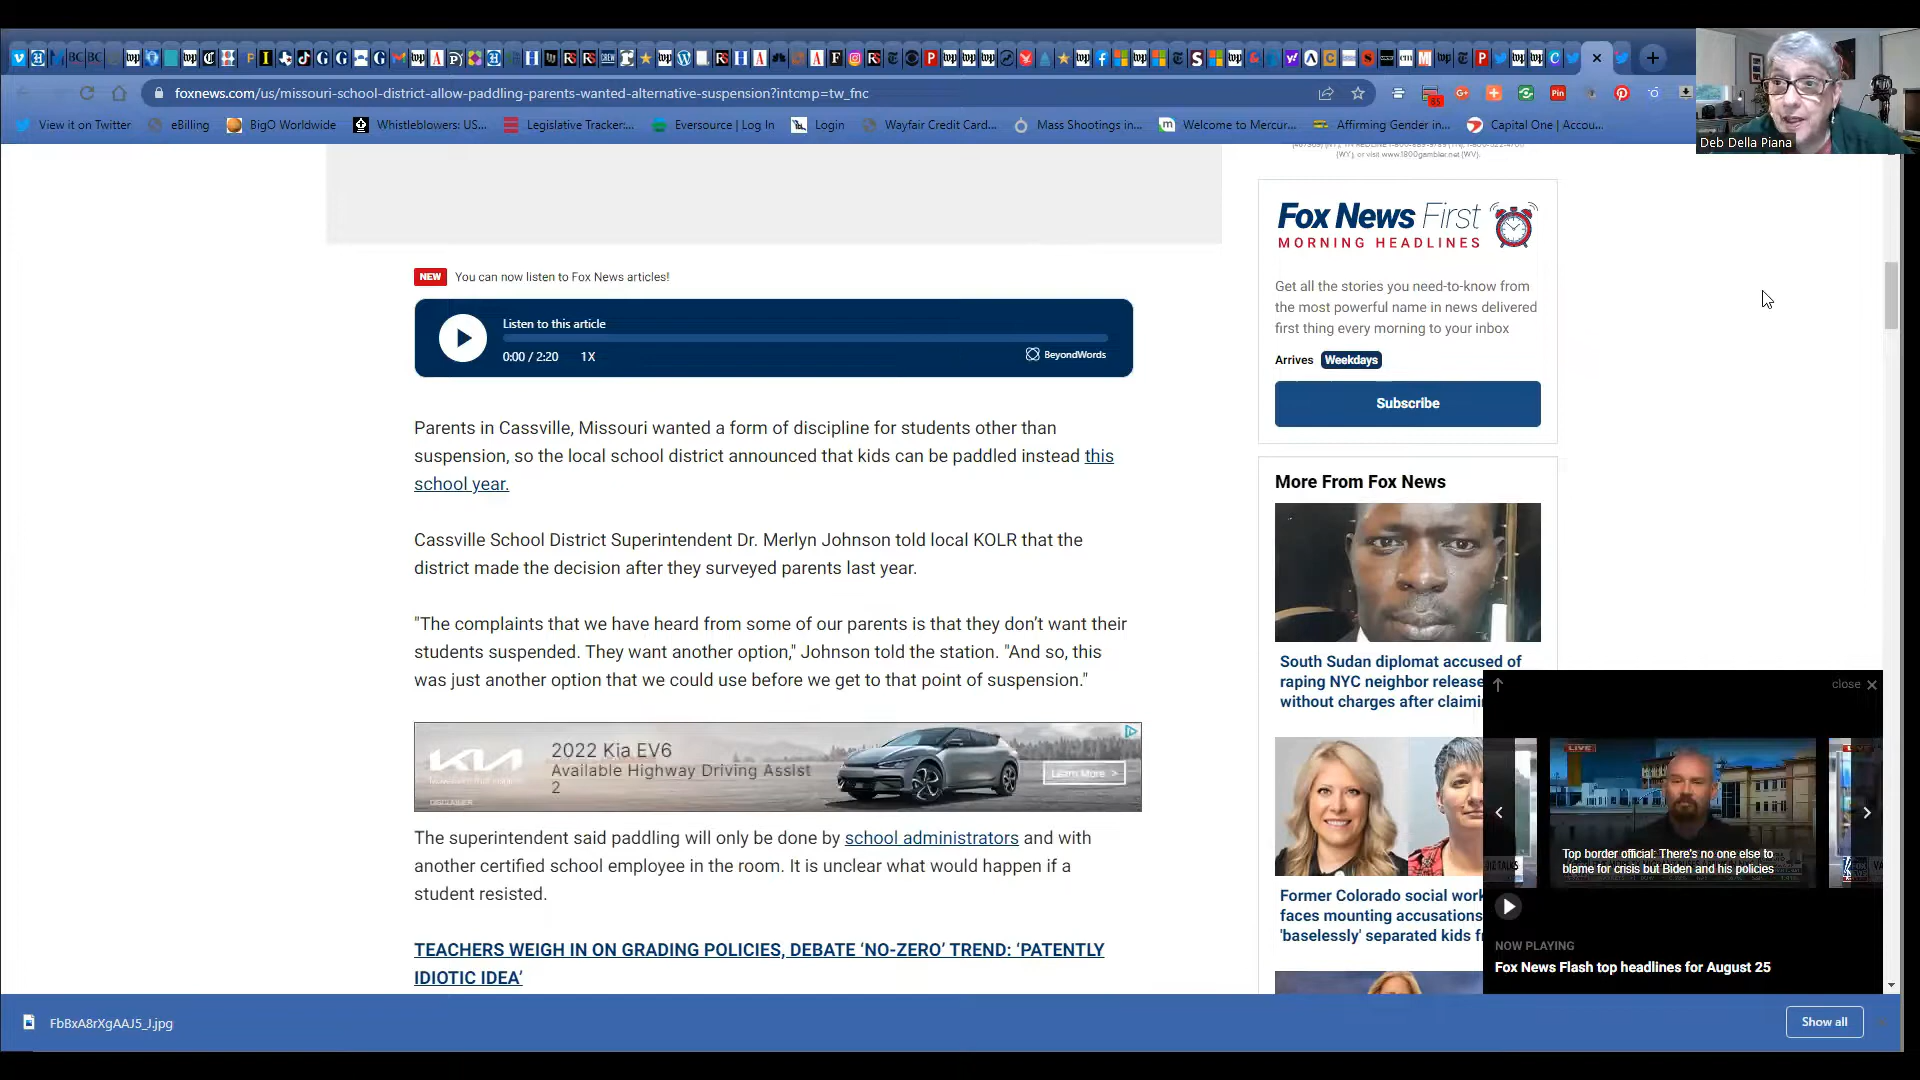 foxnews.com/us/missouri-school-district-allow-paddling-parents-wanted-alternative-suspension?intcmp=tw_fnc
View it on Twitter
eBilling
BigO Worldwide
Whistleblowers: US...
Legislative Tracker:...
Eversource | Log In
Login
Wayfair Credit Card...
Mass Shootings in...
Welcome to Mercur...
Affirming Gender in...
Capital One | Accou...
Deb Della Piana
(WY), or visit www.1800gambler.net (WV).
NEW You can now listen to Fox News articles!
Listen to this article
0:00 / 2:20 1X
BeyondWords
Parents in Cassville, Missouri wanted a form of discipline for students other than
suspension, so the local school district announced that kids can be paddled instead this
school year.
Cassville School District Superintendent Dr. Merlyn Johnson told local KOLR that the
district made the decision after they surveyed parents last year.
"The complaints that we have heard from some of our parents is that they don't want their
students suspended. They want another option," Johnson told the station. "And so, this
was just another option that we could use before we get to that point of suspension."
KIA
2022 Kia EV6
Available Highway Driving Assist
2
Learn More >
DISCLAIMER
The superintendent said paddling will only be done by school administrators and with
another certified school employee in the room. It is unclear what would happen if a
student resisted.
TEACHERS WEIGH IN ON GRADING POLICIES, DEBATE ‘NO-ZERO’ TREND: ‘PATENTLY
IDIOTIC IDEA’
Fox News First
MORNING HEADLINES
Get all the stories you need-to-know from
the most powerful name in news delivered
first thing every morning to your inbox
Arrives Weekdays
Subscribe
More From Fox News
South Sudan diplomat accused of
raping NYC neighbor release
without charges after claimi
Former Colorado social work
faces mounting accusations
'baselessly' separated kids f
close
LIVE
Top border official: There's no one else to
blame for crisis but Biden and his policies
NOW PLAYING
Fox News Flash top headlines for August 25
FbBxA8rXgAAJ5_J.jpg
Show all